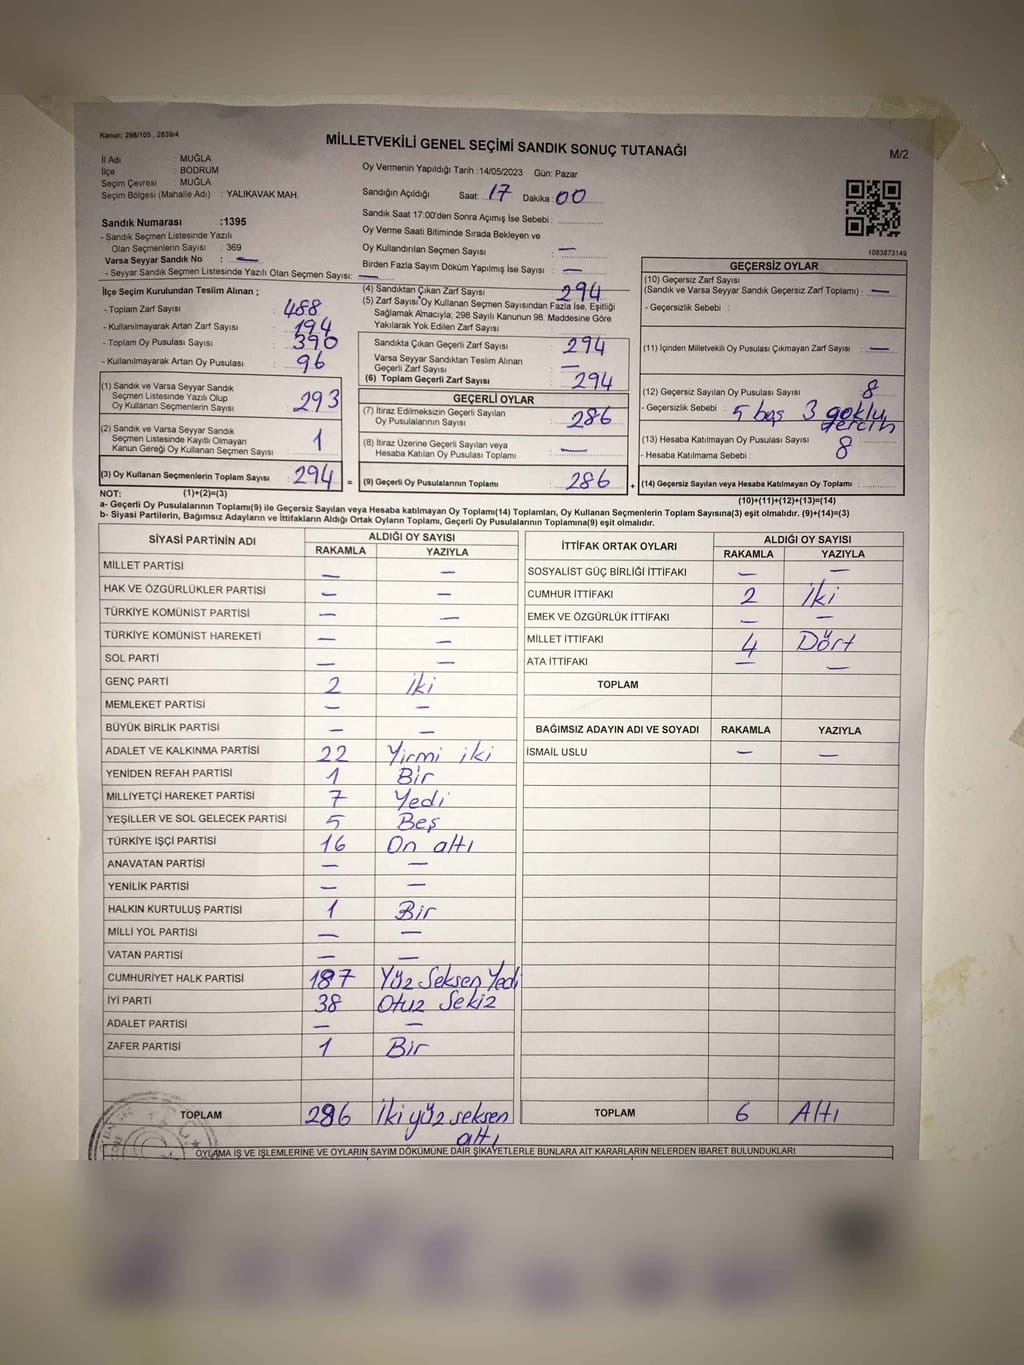 Kanun: 298/105 , 2839/4
MİLLETVEKİLİ GENEL SEÇİMİ SANDIK SONUÇ TUTANAĞI
M/2
İl Adı : MUĞLA
İlçe : BODRUM
Seçim Çevresi : MUĞLA
Seçim Bölgesi (Mahalle Adı) : YALIKAVAK MAH.
Oy Vermenin Yapıldığı Tarih : 14/05/2023 Gün: Pazar
Sandığın Açıldığı Saat: 17 Dakika: 00
Sandık Saat 17:00'den Sonra Açımış İse Sebebi :
Oy Verme Saati Bitiminde Sırada Bekleyen ve
Oy Kullandırılan Seçmen Sayısı : —
Birden Fazla Sayım Döküm Yapılmış İse Sayısı : —
Sandık Numarası :1395
- Sandık Seçmen Listesinde Yazılı
Olan Seçmenlerin Sayısı : 369
Varsa Seyyar Sandık No : —
- Seyyar Sandık Seçmen Listesinde Yazılı Olan Seçmen Sayısı: —
1083873149
İlçe Seçim Kurulundan Teslim Alınan ;
- Toplam Zarf Sayısı : 488
- Kullanılmayarak Artan Zarf Sayısı : 194
- Toplam Oy Pusulası Sayısı : 390
- Kullanılmayarak Artan Oy Pusulası : 96
(1) Sandık ve Varsa Seyyar Sandık
Seçmen Listesinde Yazılı Olup
Oy Kullanan Seçmenlerin Sayısı : 293
(2) Sandık ve Varsa Seyyar Sandık
Seçmen Listesinde Kayıtlı Olmayan
Kanun Gereği Oy Kullanan Seçmen Sayısı : 1
(3) Oy Kullanan Seçmenlerin Toplam Sayısı : 294 =
(4) Sandıktan Çıkan Zarf Sayısı : 294
(5) Zarf Sayısı Oy Kullanan Seçmen Sayısından Fazla İse, Eşitliği
Sağlamak Amacıyla; 298 Sayılı Kanunun 98. Maddesine Göre
Yakılarak Yok Edilen Zarf Sayısı :
Sandıkta Çıkan Geçerli Zarf Sayısı : 294
Varsa Seyyar Sandıktan Teslim Alınan
Geçerli Zarf Sayısı : —
(6) Toplam Geçerli Zarf Sayısı : 294
GEÇERLİ OYLAR
(7) İtiraz Edilmeksizin Geçerli Sayılan
Oy Pusulalarının Sayısı : 286
(8) İtiraz Üzerine Geçerli Sayılan veya
Hesaba Katılan Oy Pusulası Toplamı : —
(9) Geçerli Oy Pusulalarının Toplamı : 286 +
GEÇERSİZ OYLAR
(10) Geçersiz Zarf Sayısı
(Sandık ve Varsa Seyyar Sandık Geçersiz Zarf Toplamı) : —
- Geçersizlik Sebebi :
(11) İçinden Milletvekili Oy Pusulası Çıkmayan Zarf Sayısı : —
(12) Geçersiz Sayılan Oy Pusulası Sayısı : 8
- Geçersizlik Sebebi : 5 boş 3 çoklu
tercih
(13) Hesaba Katılmayan Oy Pusulası Sayısı : 8
- Hesaba Katılmama Sebebi :
(14) Geçersiz Sayılan veya Hesaba Katılmayan Oy Toplamı :
NOT: (1)+(2)=(3)
(10)+(11)+(12)+(13)=(14)
a- Geçerli Oy Pusulalarının Toplamı(9) ile Geçersiz Sayılan veya Hesaba katılmayan Oy Toplamı(14) Toplamları, Oy Kullanan Seçmenlerin Toplam Sayısına(3) eşit olmalıdır. (9)+(14)=(3)
b- Siyasi Partilerin, Bağımsız Adayların ve İttifakların Aldığı Ortak Oyların Toplamı, Geçerli Oy Pusulalarının Toplamına(9) eşit olmalıdır.
SİYASİ PARTİNİN ADI ALDIĞI OY SAYISI
RAKAMLA YAZIYLA
MİLLET PARTİSİ — —
HAK VE ÖZGÜRLÜKLER PARTİSİ — —
TÜRKİYE KOMÜNİST PARTİSİ — —
TÜRKİYE KOMÜNİST HAREKETİ — —
SOL PARTİ — —
GENÇ PARTİ 2 iki
MEMLEKET PARTİSİ — —
BÜYÜK BİRLİK PARTİSİ — —
ADALET VE KALKINMA PARTİSİ 22 Yirmi iki
YENİDEN REFAH PARTİSİ 1 Bir
MİLLİYETÇİ HAREKET PARTİSİ 7 Yedi
YEŞİLLER VE SOL GELECEK PARTİSİ 5 Beş
TÜRKİYE İŞÇİ PARTİSİ 16 On altı
ANAVATAN PARTİSİ — —
YENİLİK PARTİSİ — —
HALKIN KURTULUŞ PARTİSİ 1 Bir
MİLLİ YOL PARTİSİ — —
VATAN PARTİSİ — —
CUMHURİYET HALK PARTİSİ 187 Yüz Seksen Yedi
İYİ PARTİ 38 Otuz Sekiz
ADALET PARTİSİ — —
ZAFER PARTİSİ 1 Bir
TOPLAM 286 İki yüz seksen
altı
İTTİFAK ORTAK OYLARI ALDIĞI OY SAYISI
RAKAMLA YAZIYLA
SOSYALİST GÜÇ BİRLİĞİ İTTİFAKI — —
CUMHUR İTTİFAKI 2 İki
EMEK VE ÖZGÜRLÜK İTTİFAKI — —
MİLLET İTTİFAKI 4 Dört
ATA İTTİFAKI — —
TOPLAM
BAĞIMSIZ ADAYIN ADI VE SOYADI RAKAMLA YAZIYLA
İSMAİL USLU — —
TOPLAM 6 Altı
OYLAMA İŞ VE İŞLEMLERİNE VE OYLARIN SAYIM DÖKÜMÜNE DAİR ŞİKAYETLERLE BUNLARA AİT KARARLARIN NELERDEN İBARET BULUNDUKLARI